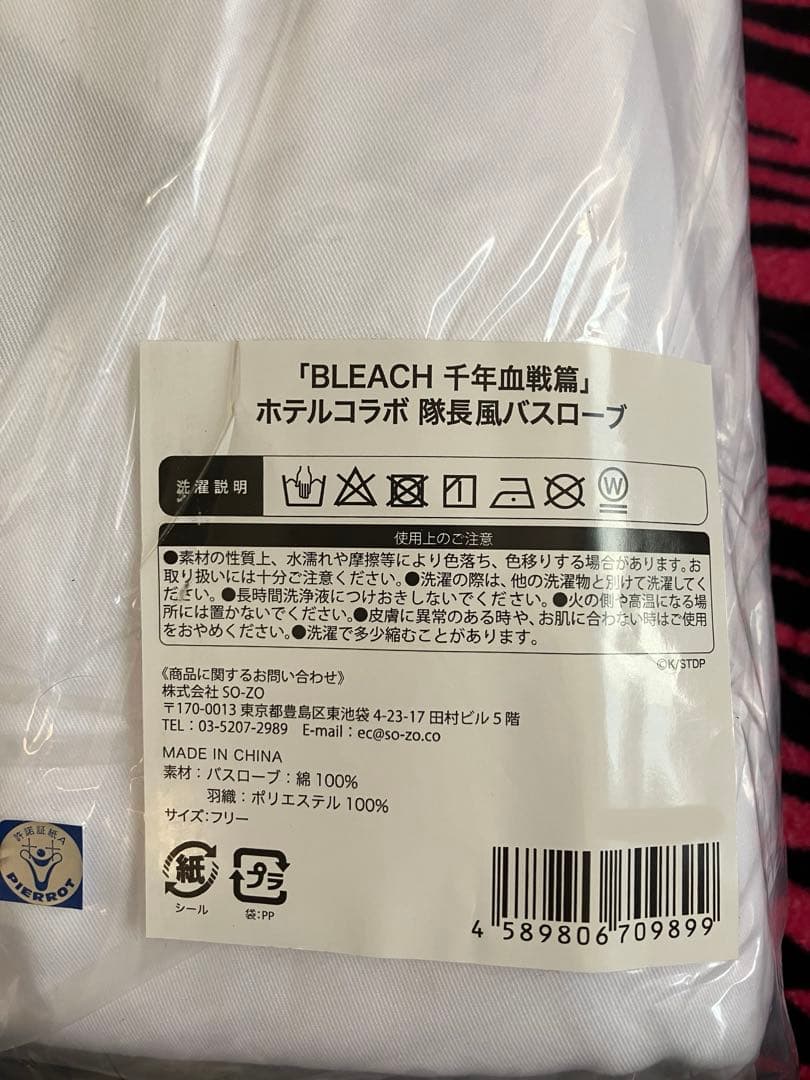 「BLEACH 千年血戦篇」
ホテルコラボ 隊長風バスローブ
洗濯説明
W
使用上のご注意
●素材の性質上、水濡れや摩擦等により色落ち、色移りする場合があります。お
取り扱いには十分ご注意ください。●洗濯の際は、他の洗濯物と別けて洗濯してく
ださい。●長時間洗浄液につけおきしないでください。●火の側や高温になる場
所には置かないでください。●皮膚に異常のある時や、お肌に合わない時はご使用
をおやめください。●洗濯で多少縮むことがあります。
©K/STDP
《商品に関するお問い合わせ》
株式会社 SO-ZO
〒170-0013 東京都豊島区東池袋 4-23-17 田村ビル 5 階
TEL：03-5207-2989 E-mail：ec@so-zo.co
MADE IN CHINA
素材：バスローブ：綿 100%
羽織：ポリエステル 100%
サイズ：フリー
許諾証紙A
PIERROT
紙
シール
プラ
袋：PP
4 589806 709899